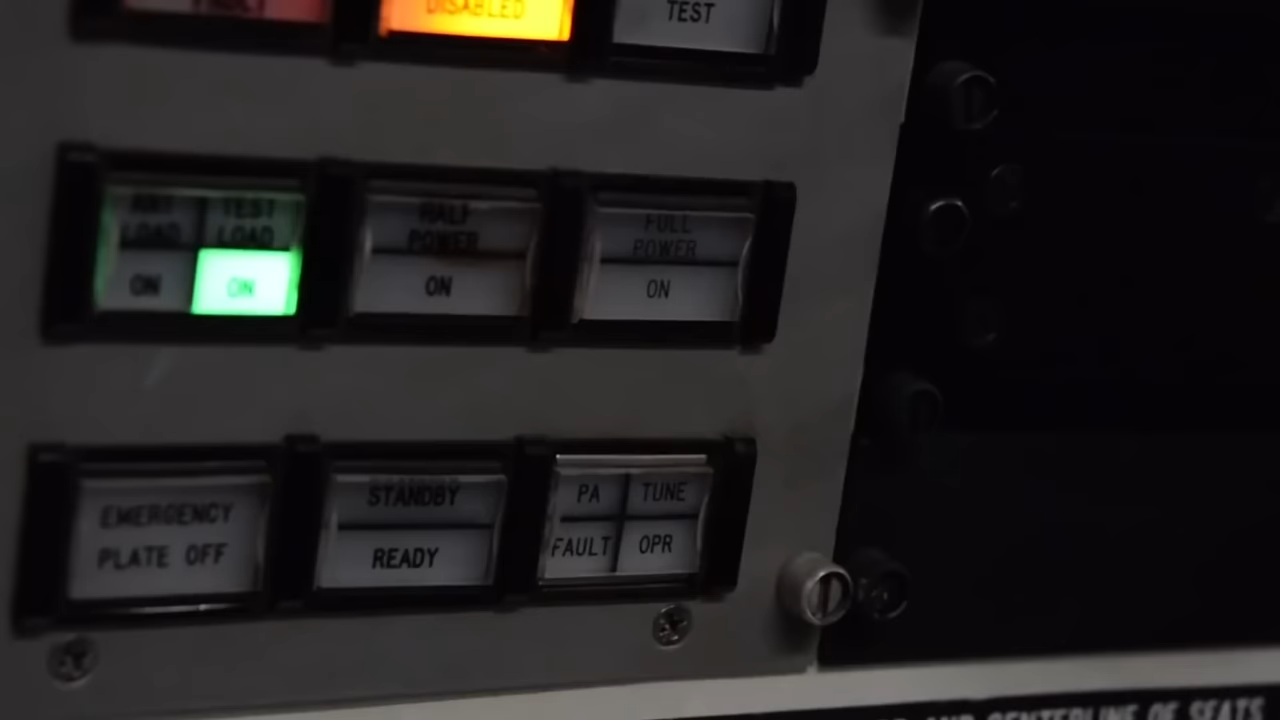 FAULT
DISABLED
TEST
ANT LOAD
TEST LOAD
ON
ON
HALF POWER
ON
FULL POWER
ON
EMERGENCY
PLATE OFF
STANDBY
READY
PA
TUNE
FAULT
OPR
AND CENTERLINE OF SEATS